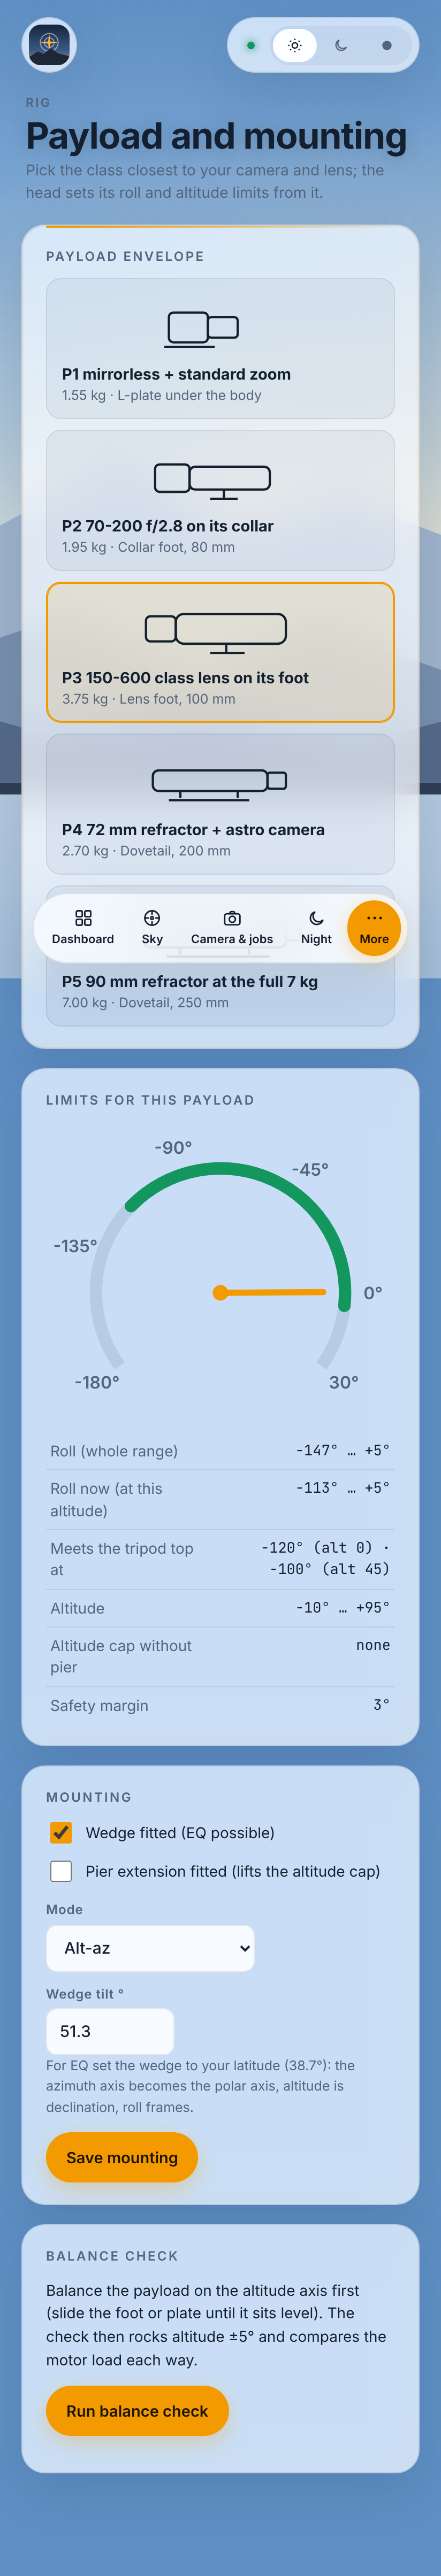 RIG
Payload and mounting
Pick the class closest to your camera and lens; the
head sets its roll and altitude limits from it.
PAYLOAD ENVELOPE
P1 mirrorless + standard zoom
1.55 kg · L-plate under the body
P2 70-200 f/2.8 on its collar
1.95 kg · Collar foot, 80 mm
P3 150-600 class lens on its foot
3.75 kg · Lens foot, 100 mm
P4 72 mm refractor + astro camera
2.70 kg · Dovetail, 200 mm
Dashboard
Sky
Camera & jobs
Night
More
P5 90 mm refractor at the full 7 kg
7.00 kg · Dovetail, 250 mm
LIMITS FOR THIS PAYLOAD
-90°
-45°
-135°
0°
-180°
30°
Roll (whole range) -147° … +5°
Roll now (at this -113° … +5°
altitude)
Meets the tripod top -120° (alt 0) ·
at -100° (alt 45)
Altitude -10° … +95°
Altitude cap without none
pier
Safety margin 3°
MOUNTING
Wedge fitted (EQ possible)
Pier extension fitted (lifts the altitude cap)
Mode
Alt-az
Wedge tilt °
51.3
For EQ set the wedge to your latitude (38.7°): the
azimuth axis becomes the polar axis, altitude is
declination, roll frames.
Save mounting
BALANCE CHECK
Balance the payload on the altitude axis first
(slide the foot or plate until it sits level). The
check then rocks altitude ±5° and compares the
motor load each way.
Run balance check